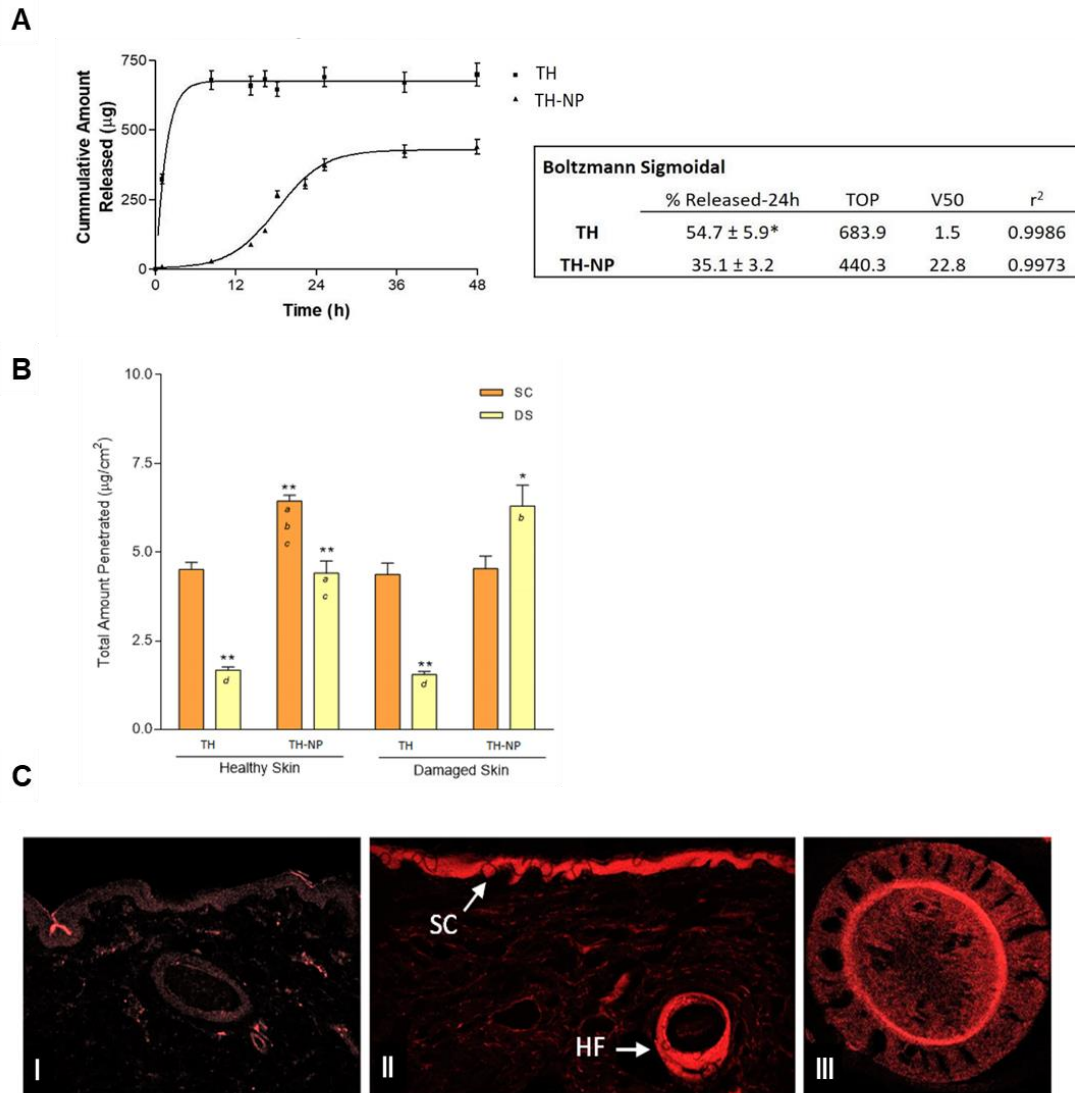 A
750
500
250
0
Cummulative Amount
Released (µg)
0 12 24 36 48
Time (h)
TH
TH-NP
Boltzmann Sigmoidal
% Released-24h TOP V50 r²
TH 54.7 ± 5.9* 683.9 1.5 0.9986
TH-NP 35.1 ± 3.2 440.3 22.8 0.9973
B
10.0
7.5
5.0
2.5
0.0
Total Amount Penetrated (µg/cm²)
SC
DS
**
d
**
a
b
c
**
a
c
**
d
*
b
TH TH-NP TH TH-NP
Healthy Skin Damaged Skin
C
I
SC
HF
II
III